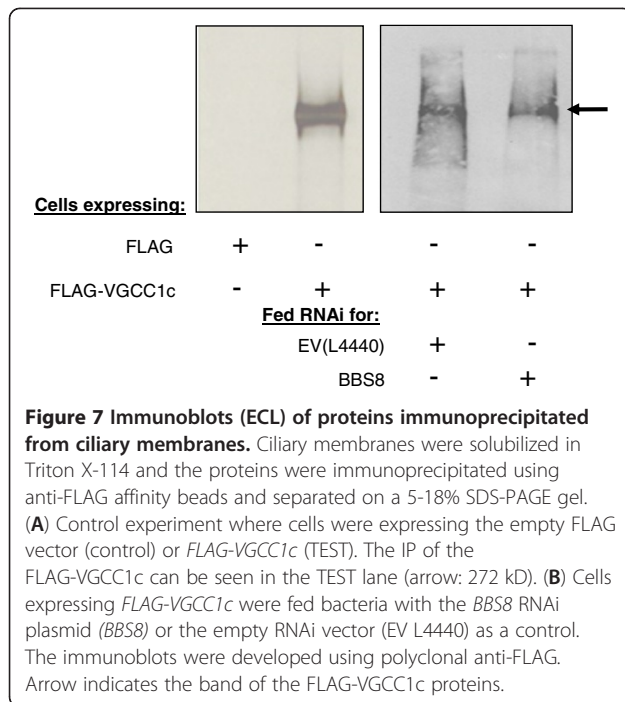 Cells expressing:
FLAG + - - -
FLAG-VGCC1c - + + +
Fed RNAi for:
EV(L4440) + -
BBS8 - +
Figure 7 Immunoblots (ECL) of proteins immunoprecipitated
from ciliary membranes. Ciliary membranes were solubilized in
Triton X-114 and the proteins were immunoprecipitated using
anti-FLAG affinity beads and separated on a 5-18% SDS-PAGE gel.
(A) Control experiment where cells were expressing the empty FLAG
vector (control) or FLAG-VGCC1c (TEST). The IP of the
FLAG-VGCC1c can be seen in the TEST lane (arrow: 272 kD). (B) Cells
expressing FLAG-VGCC1c were fed bacteria with the BBS8 RNAi
plasmid (BBS8) or the empty RNAi vector (EV L4440) as a control.
The immunoblots were developed using polyclonal anti-FLAG.
Arrow indicates the band of the FLAG-VGCC1c proteins.